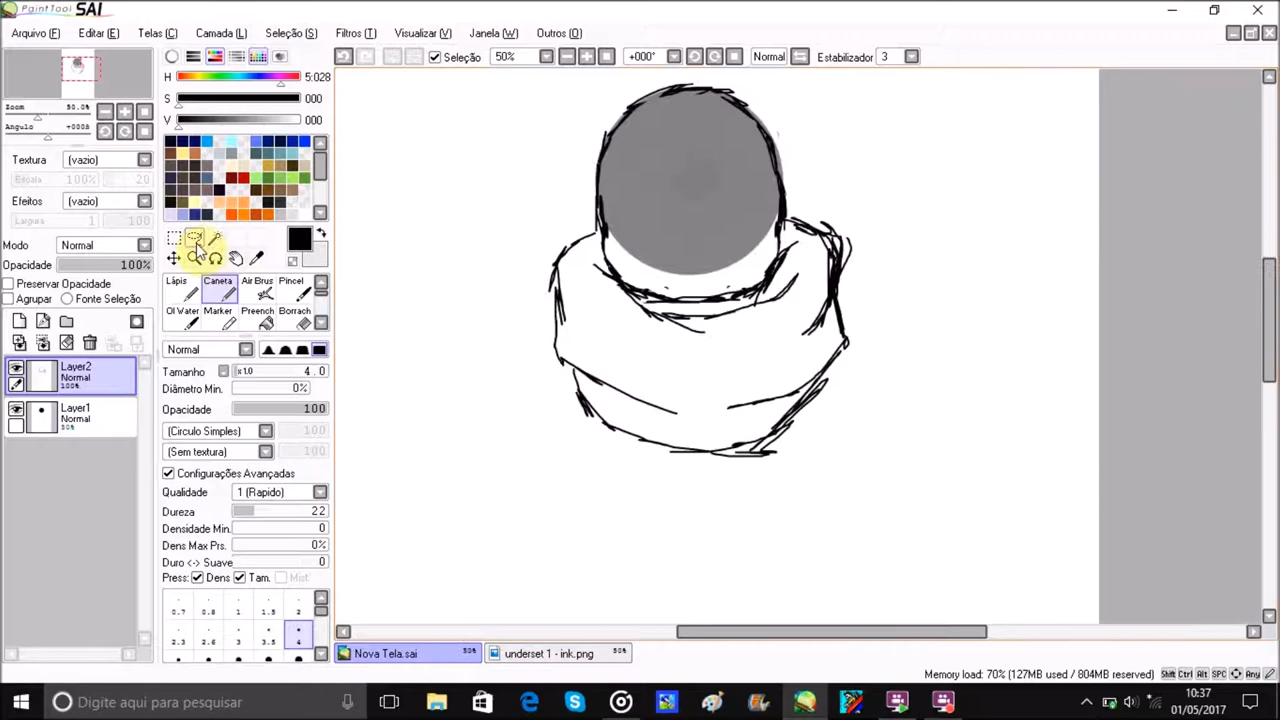 PaintTool SAI
Arquivo (F) Editar (E) Telas (C) Camada (L) Seleção (S) Filtros (T) Visualizar (V) Janela (W) Outros (O)
Seleção 50% +000° Normal Estabilizador 3
H 5:028
S 000
V 000
Zoom 50.0%
Angulo +000°
Textura (vazio)
Escala 100% 20
Efeitos (vazio)
Largura 1 100
Modo Normal
Opacidade 100%
Preservar Opacidade
Agrupar Fonte Seleção
Lápis Caneta Air Brus Pincel
Ol Water Marker Preench Borrach
Normal
Tamanho x1.0 4.0
Diâmetro Min. 0%
Opacidade 100
(Circulo Simples) 100
(Sem textura) 100
Configurações Avançadas
Qualidade 1 (Rapido)
Dureza 22
Densidade Min. 0
Dens Max Prs. 0%
Duro <-> Suave 0
Press: Dens Tam. Mist
0.7 0.8 1 1.5 2
2.3 2.6 3 3.5 4
Layer2
Normal
100%
Layer1
Normal
50%
Nova Tela.sai 50% underset 1 - ink.png 50%
Memory load: 70% (127MB used / 804MB reserved) Shift Ctrl Alt SPC Any
Digite aqui para pesquisar
10:37
01/05/2017